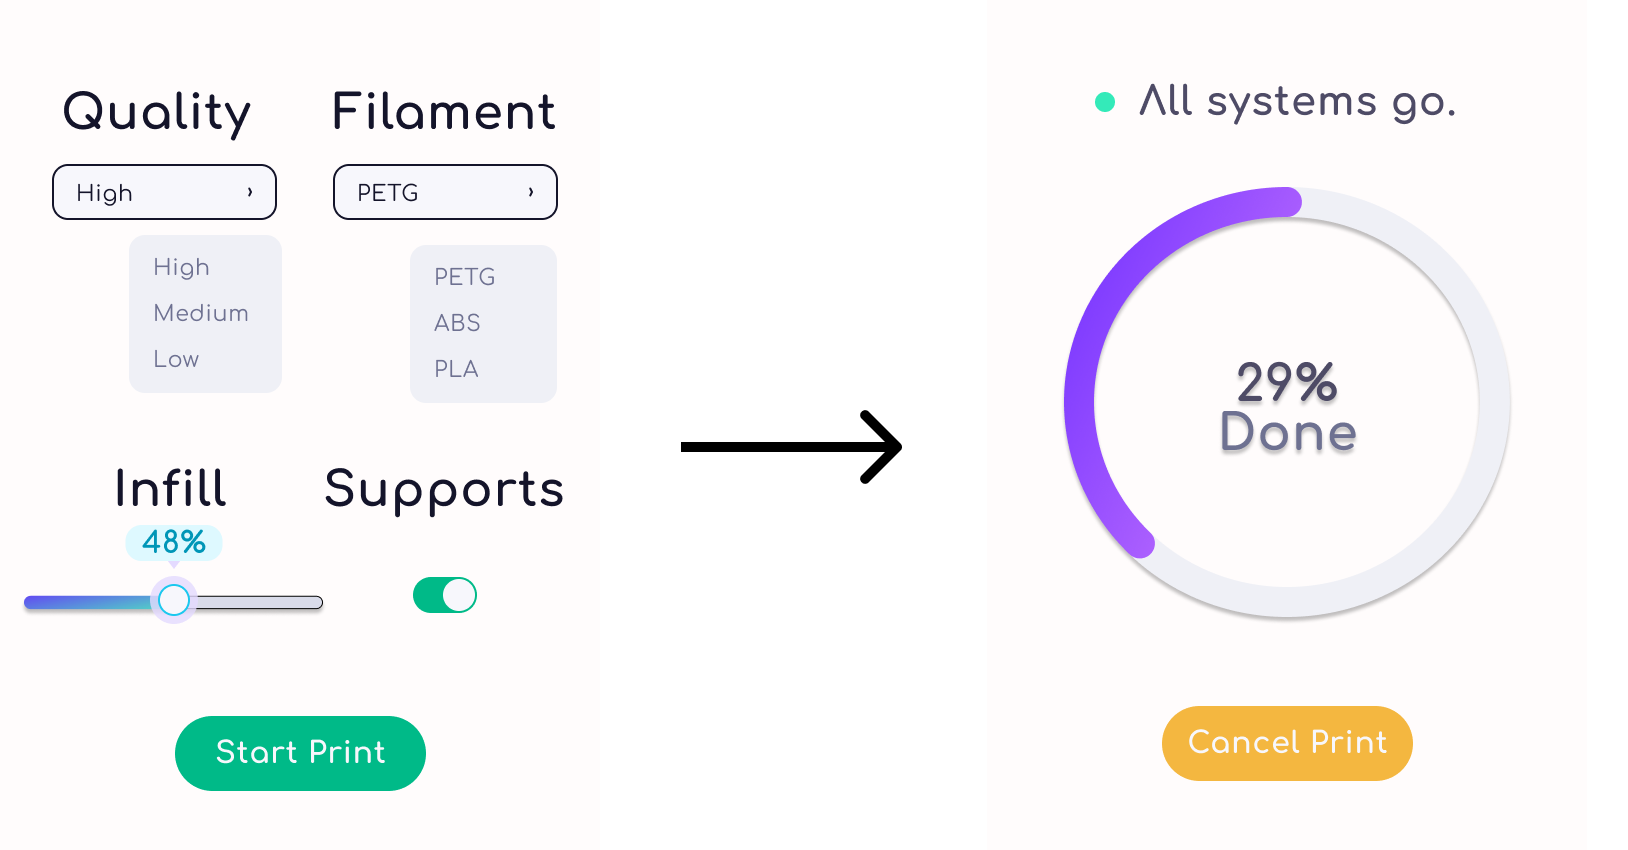 Quality
High ›
High
Medium
Low
Filament
PETG ›
PETG
ABS
PLA
Infill
48%
Supports
Start Print
All systems go.
29%
Done
Cancel Print